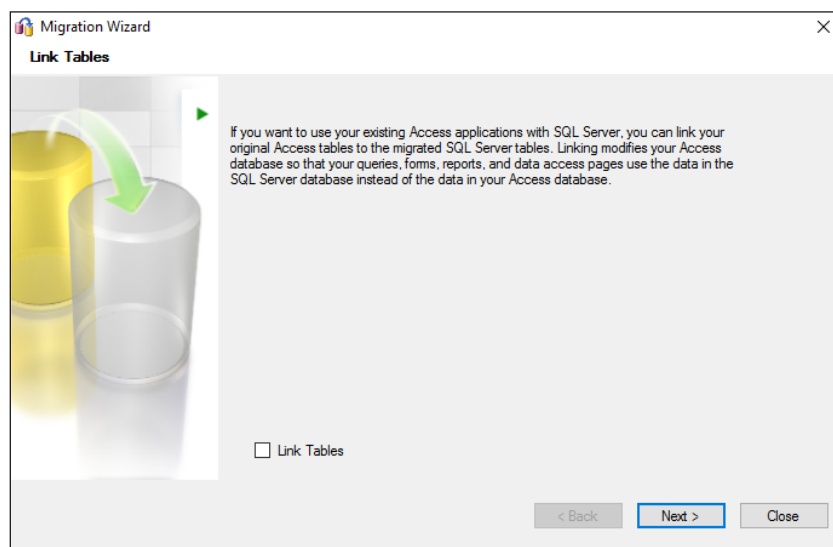 Migration Wizard
Link Tables
If you want to use your existing Access applications with SQL Server, you can link your
original Access tables to the migrated SQL Server tables. Linking modifies your Access
database so that your queries, forms, reports, and data access pages use the data in the
SQL Server database instead of the data in your Access database.
Link Tables
< Back Next > Close